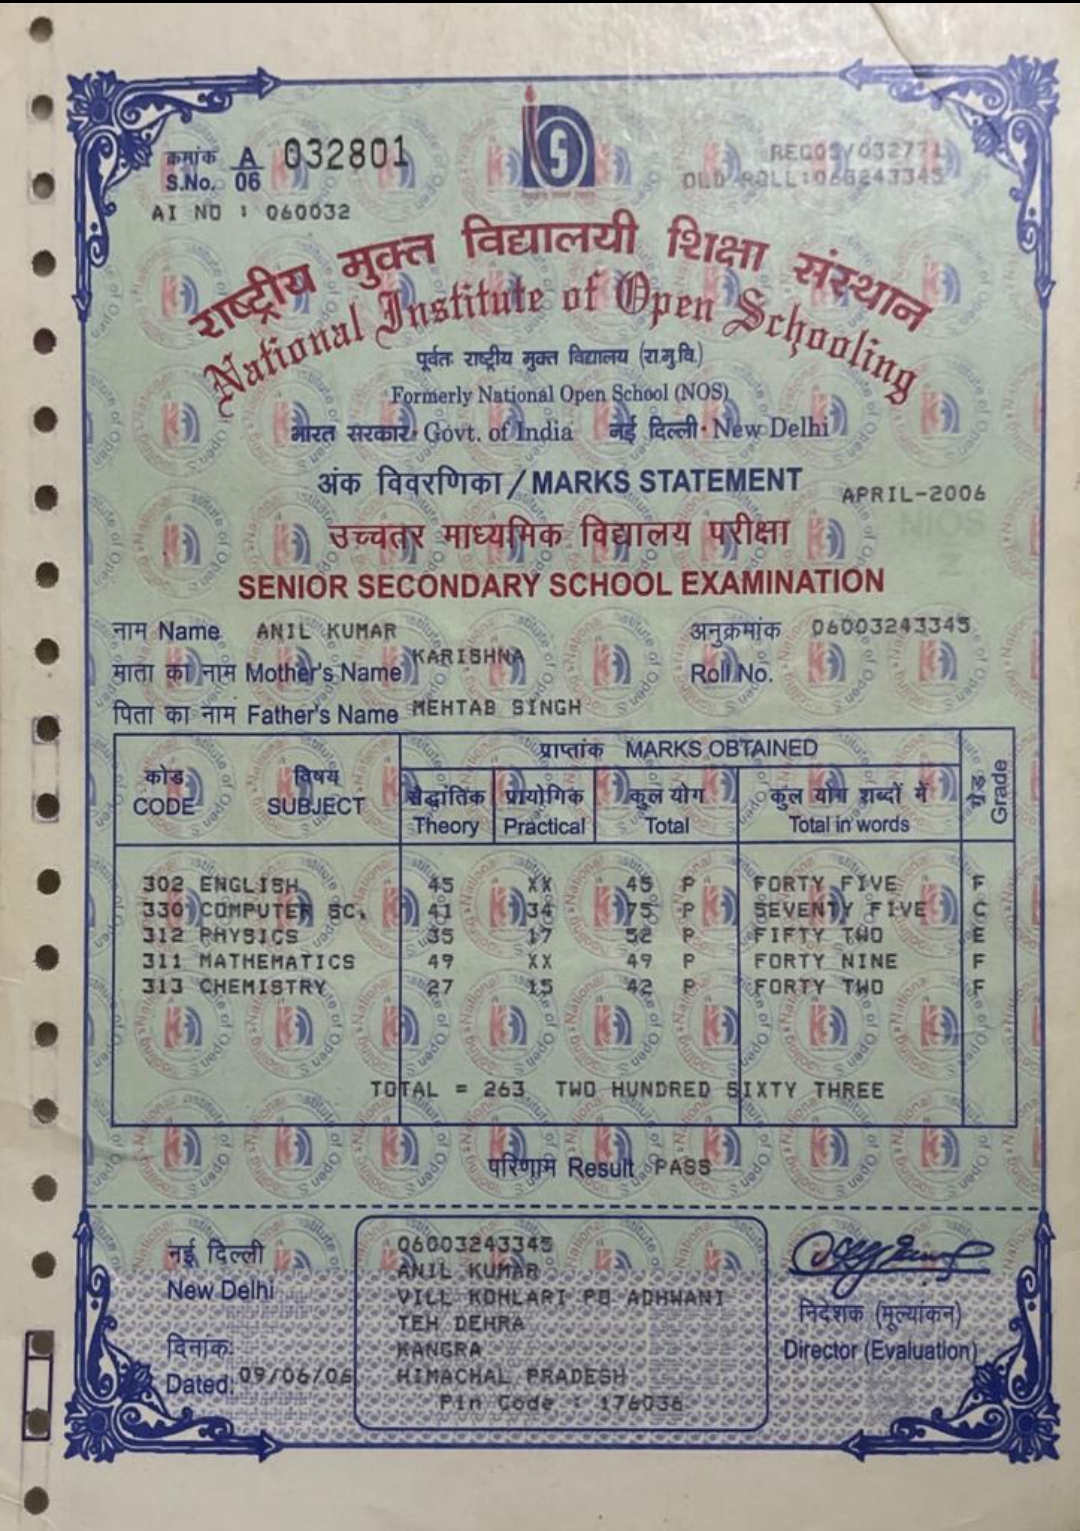 क्रमांक A 032801
S.No. 06
REGOS/032771
OLD ROLL:063243345
AI NO : 060032
राष्ट्रीय मुक्त विद्यालयी शिक्षा संस्थान
National Institute of Open Schooling
पूर्वतः राष्ट्रीय मुक्त विद्यालय (रा.मु.वि.)
Formerly National Open School (NOS)
भारत सरकार • Govt. of India नई दिल्ली • New Delhi
अंक विवरणिका / MARKS STATEMENT
APRIL-2006
उच्चतर माध्यमिक विद्यालय परीक्षा
SENIOR SECONDARY SCHOOL EXAMINATION
नाम Name ANIL KUMAR अनुक्रमांक 06003243345
माता का नाम Mother's Name KARISHNA Roll No.
पिता का नाम Father's Name MEHTAB SINGH
प्राप्तांक MARKS OBTAINED
कोड विषय सैद्धांतिक प्रायोगिक कुल योग कुल योग शब्दों में ग्रेड
CODE SUBJECT Theory Practical Total Total in words Grade
302 ENGLISH 45 XX 45 P FORTY FIVE F
330 COMPUTER SC. 41 34 75 P SEVENTY FIVE C
312 PHYSICS 35 17 52 P FIFTY TWO E
311 MATHEMATICS 49 XX 49 P FORTY NINE F
313 CHEMISTRY 27 15 42 P FORTY TWO F
TOTAL = 263 TWO HUNDRED SIXTY THREE
परिणाम Result PASS
नई दिल्ली
New Delhi
दिनांक:
Dated: 09/06/06
06003243345
ANIL KUMAR
VILL KOHLARI PO ADHWANI
TEH DEHRA
KANGRA
HIMACHAL PRADESH
Pin Code : 176036
निदेशक (मूल्यांकन)
Director (Evaluation)